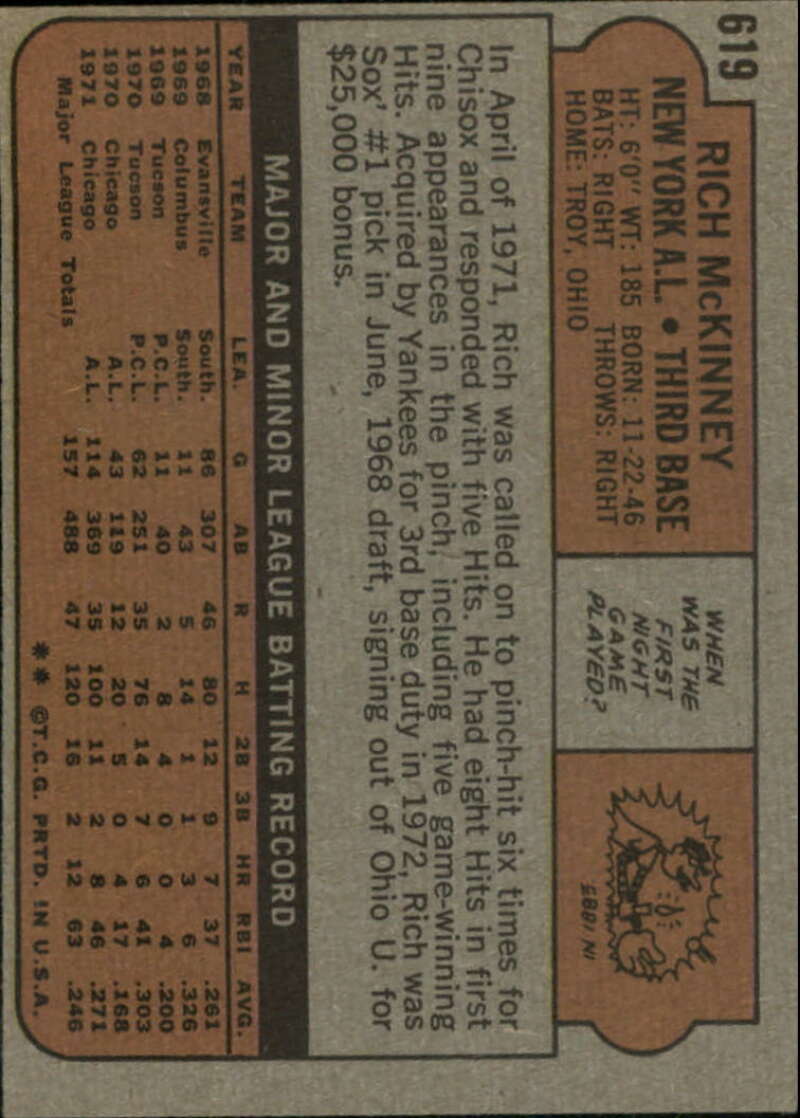 619
RICH McKINNEY
NEW YORK A.L. • THIRD BASE
HT: 6'0" WT: 185 BORN: 11-22-46
BATS: RIGHT THROWS: RIGHT
HOME: TROY, OHIO
WHEN
WAS THE
FIRST
NIGHT
GAME
PLAYED?
IN 1883
In April of 1971, Rich was called on to pinch-hit six times for
Chisox and responded with five Hits. He had eight Hits in first
nine appearances in the pinch, including five game-winning
Hits. Acquired by Yankees for 3rd base duty in 1972, Rich was
Sox' #1 pick in June, 1968 draft, signing out of Ohio U. for
$25,000 bonus.
MAJOR AND MINOR LEAGUE BATTING RECORD
YEAR TEAM LEA. G AB R H 2B 3B HR RBI AVG.
1968 Evansville South. 86 307 46 80 12 9 7 37 .261
1969 Columbus South. 11 43 5 14 1 1 3 6 .326
1969 Tucson P.C.L. 11 40 2 8 4 0 0 4 .200
1970 Tucson P.C.L. 62 251 35 76 14 7 6 41 .303
1970 Chicago A.L. 43 119 12 20 5 0 4 17 .168
1971 Chicago A.L. 114 369 35 100 11 2 8 46 .271
Major League Totals 157 488 47 120 16 2 12 63 .246
** ©T.C.G. PRTD. IN U.S.A.